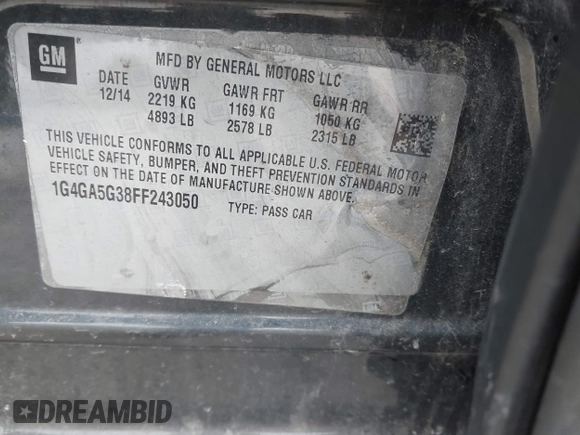 GM
MFD BY GENERAL MOTORS LLC
DATE GVWR GAWR FRT GAWR RR
12/14 2219 KG 1169 KG 1050 KG
4893 LB 2578 LB 2315 LB
THIS VEHICLE CONFORMS TO ALL APPLICABLE U.S. FEDERAL MOTOR
VEHICLE SAFETY, BUMPER, AND THEFT PREVENTION STANDARDS IN
EFFECT ON THE DATE OF MANUFACTURE SHOWN ABOVE.
1G4GA5G38FF243050 TYPE: PASS CAR
DREAMBID